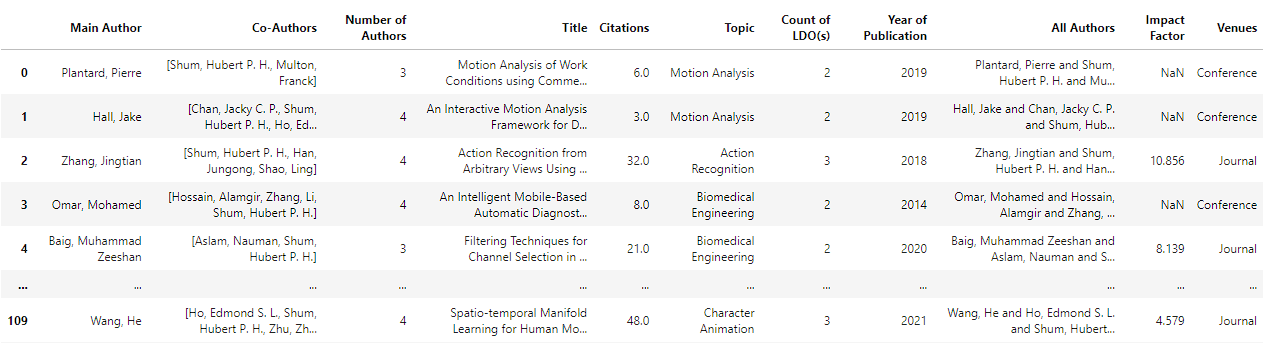 Main Author Co-Authors Number of Authors Title Citations Topic Count of LDO(s) Year of Publication All Authors Impact Factor Venues
0 Plantard, Pierre [Shum, Hubert P. H., Multon, Franck] 3 Motion Analysis of Work Conditions using Comme... 6.0 Motion Analysis 2 2019 Plantard, Pierre and Shum, Hubert P. H. and Mu... NaN Conference
1 Hall, Jake [Chan, Jacky C. P., Shum, Hubert P. H., Ho, Ed... 4 An Interactive Motion Analysis Framework for D... 3.0 Motion Analysis 2 2019 Hall, Jake and Chan, Jacky C. P. and Shum, Hub... NaN Conference
2 Zhang, Jingtian [Shum, Hubert P. H., Han, Jungong, Shao, Ling] 4 Action Recognition from Arbitrary Views Using ... 32.0 Action Recognition 3 2018 Zhang, Jingtian and Shum, Hubert P. H. and Han... 10.856 Journal
3 Omar, Mohamed [Hossain, Alamgir, Zhang, Li, Shum, Hubert P. H.] 4 An Intelligent Mobile-Based Automatic Diagnost... 8.0 Biomedical Engineering 2 2014 Omar, Mohamed and Hossain, Alamgir and Zhang, ... NaN Conference
4 Baig, Muhammad Zeeshan [Aslam, Nauman, Shum, Hubert P. H.] 3 Filtering Techniques for Channel Selection in ... 21.0 Biomedical Engineering 2 2020 Baig, Muhammad Zeeshan and Aslam, Nauman and S... 8.139 Journal
... ... ... ... ... ... ... ... ... ... ... ...
109 Wang, He [Ho, Edmond S. L., Shum, Hubert P. H., Zhu, Zh... 4 Spatio-temporal Manifold Learning for Human Mo... 48.0 Character Animation 3 2021 Wang, He and Ho, Edmond S. L. and Shum, Hubert... 4.579 Journal